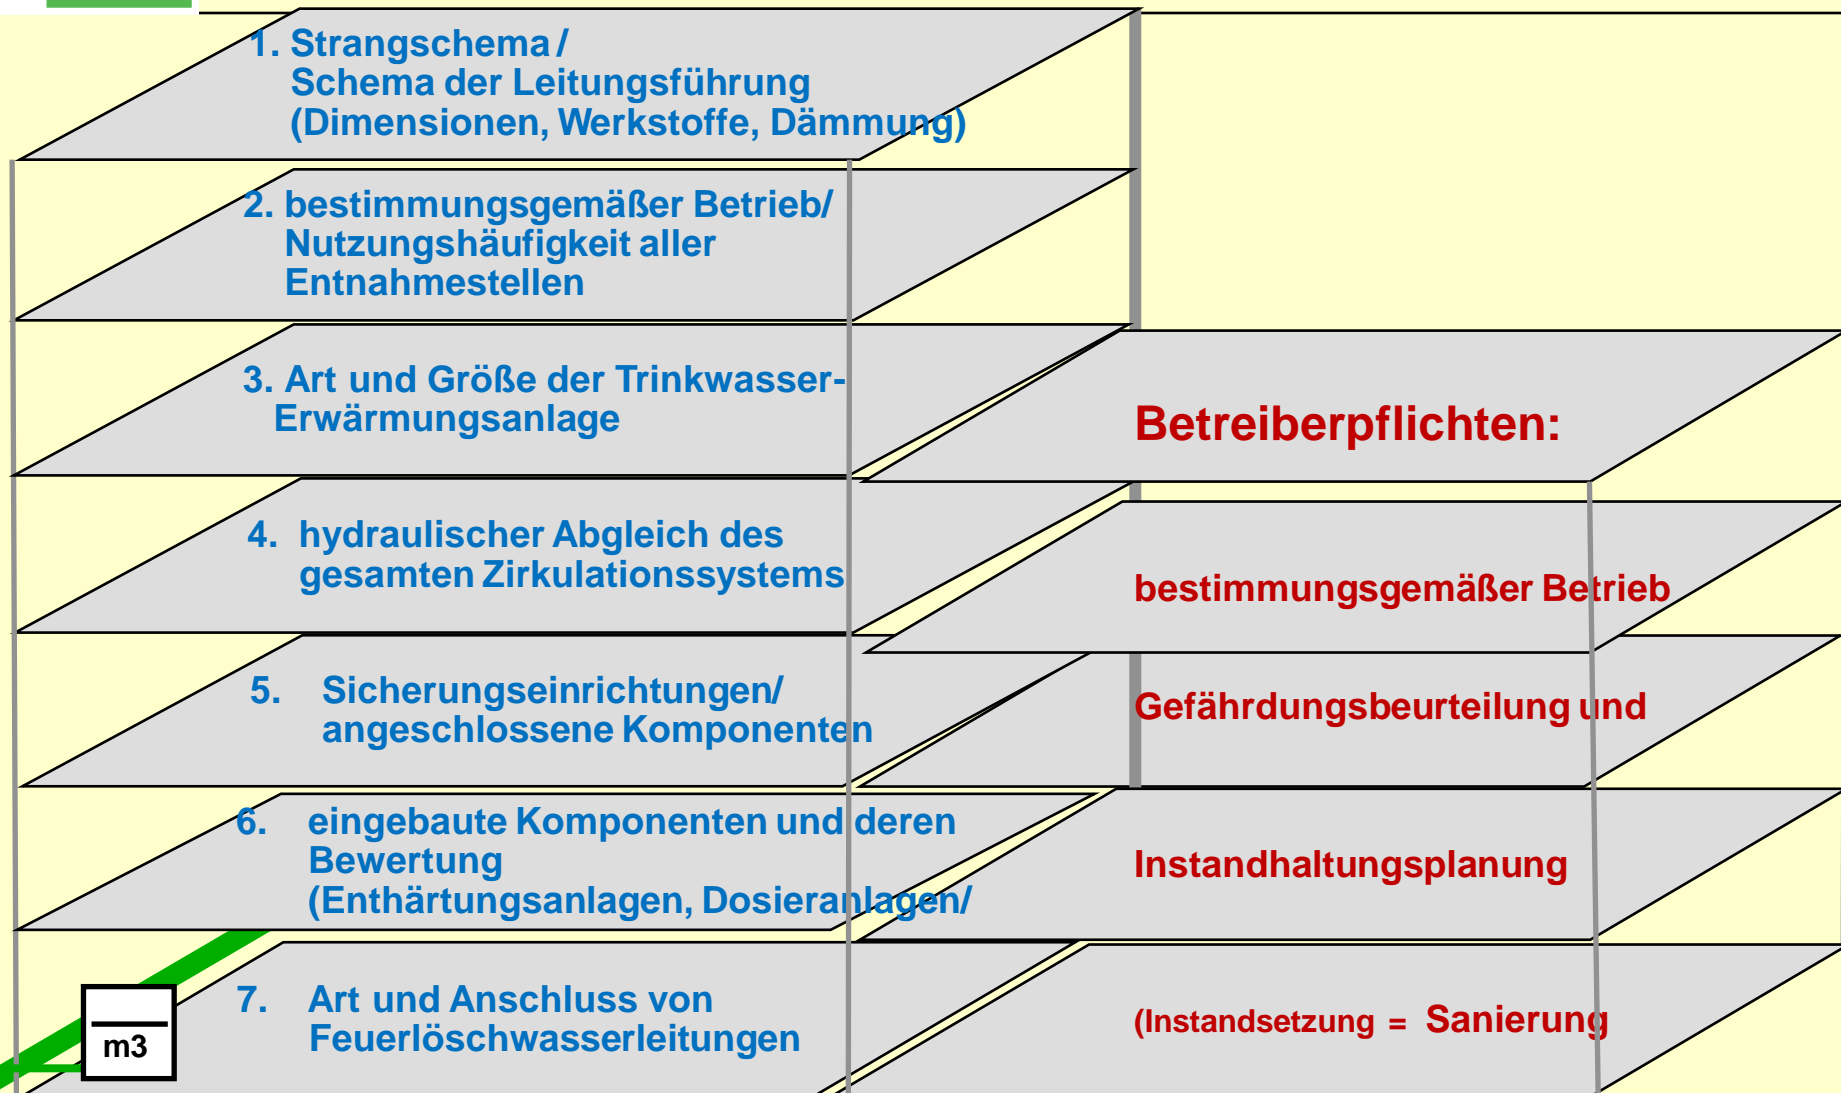 1. Strangschema /
Schema der Leitungsführung
(Dimensionen, Werkstoffe, Dämmung)
2. bestimmungsgemäßer Betrieb/
Nutzungshäufigkeit aller
Entnahmestellen
3. Art und Größe der Trinkwasser-
Erwärmungsanlage
4. hydraulischer Abgleich des
gesamten Zirkulationssystems
5. Sicherungseinrichtungen/
angeschlossene Komponenten
6. eingebaute Komponenten und deren
Bewertung
(Enthärtungsanlagen, Dosieranlagen/
7. Art und Anschluss von
Feuerlöschwasserleitungen
m3
Betreiberpflichten:
bestimmungsgemäßer Betrieb
Gefährdungsbeurteilung und
Instandhaltungsplanung
(Instandsetzung = Sanierung